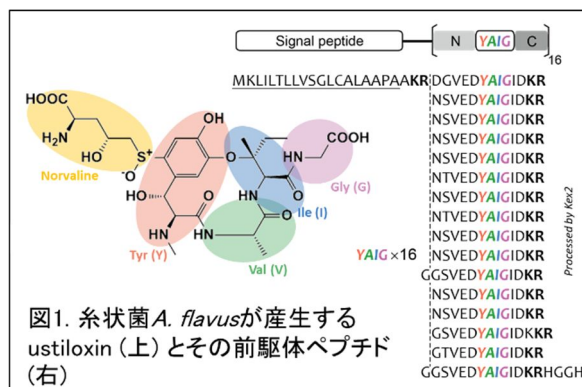 Signal peptide
N YAIG C
16
MKLILTLLVSGLCALAAPAAKRDGVEDYAIGIDKR
NSVEDYAIGIDKR
NSVEDYAIGIDKR
NSVEDYAIGIDKR
NSVEDYAIGIDKR
NTVEDYAIGIDKR
NSVEDYAIGIDKR
NTVEDYAIGIDKR
NSVEDYAIGIDKR
NSVEDYAIGIDKR
GGSVEDYAIGIDKR
NSVEDYAIGIDKR
NSVEDYAIGIDKR
GSVEDYAIGIDKKR
GTVEDYAIGIDKR
GGSVEDYAIGIDKRHGGH
Processed by Kex2
YAIG ×16
HOOC
H₂N
HO
S⁺
⁻O
OH
O
HO
HN
O
N
H
O
HN
O
H
N
COOH
Norvaline
Tyr (Y)
Val (V)
Ile (I)
Gly (G)
図1. 糸状菌A. flavusが産生する
ustiloxin (上) とその前駆体ペプチド
(右)